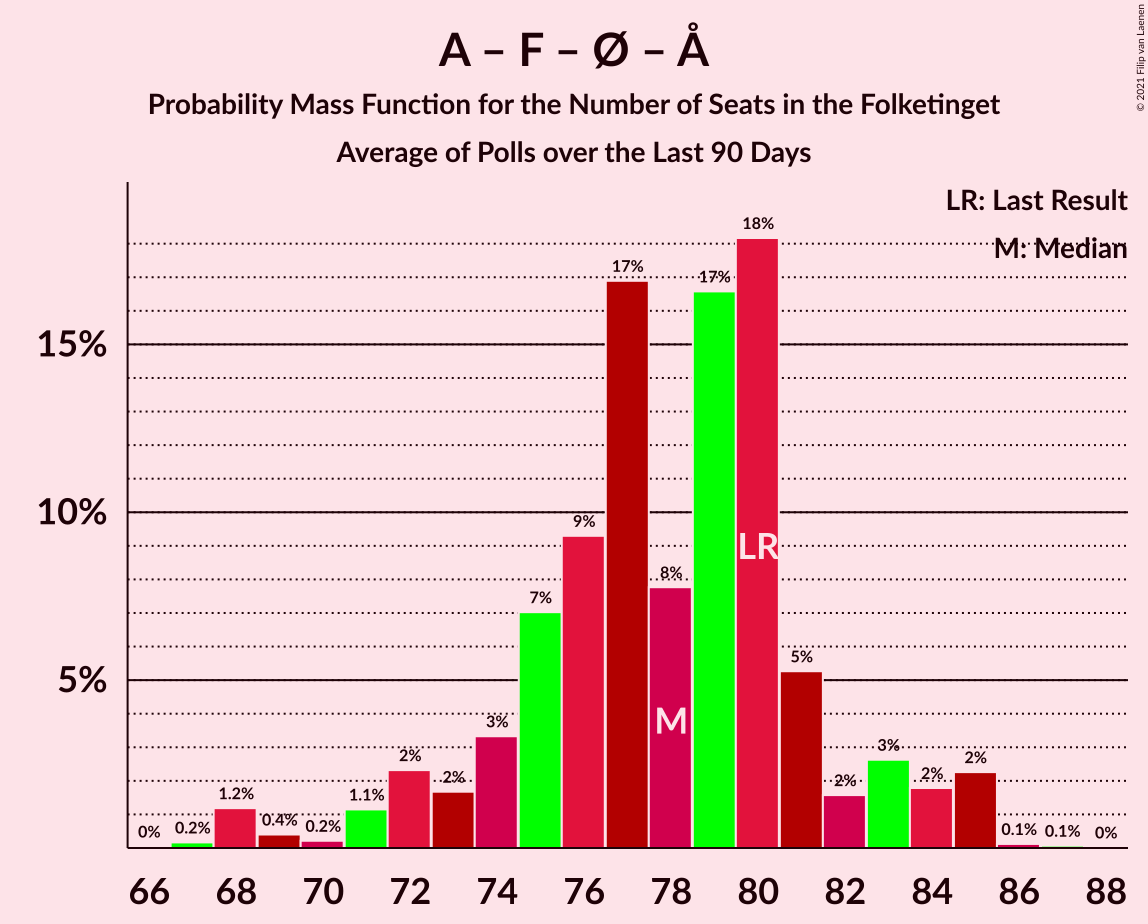 A – F – Ø – Å
Probability Mass Function for the Number of Seats in the Folketinget
Average of Polls over the Last 90 Days
© 2021 Filip van Laenen
LR: Last Result
M: Median
15%
10%
5%
0%
0.2%
1.2%
0.4%
0.2%
1.1%
2%
2%
3%
7%
9%
17%
8%
17%
18%
5%
2%
3%
2%
2%
0.1%
0.1%
0%
M
LR
66 68 70 72 74 76 78 80 82 84 86 88